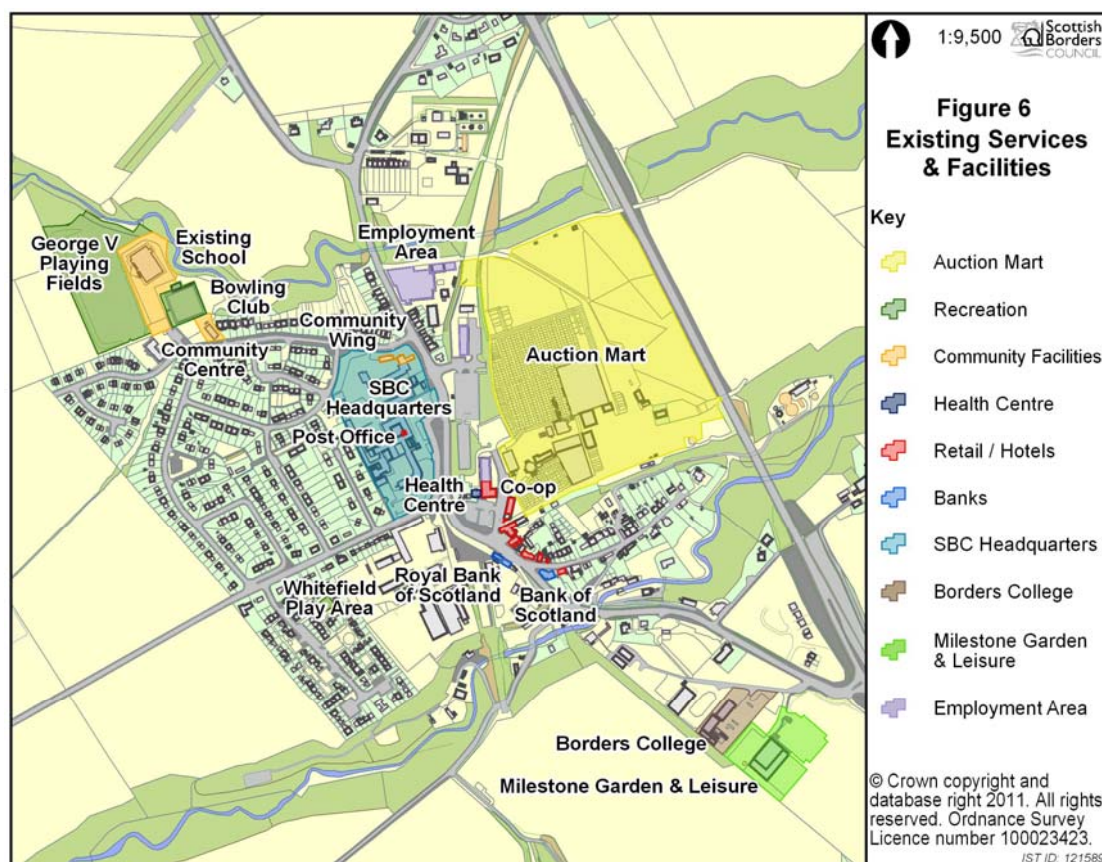 George V
Playing
Fields
Existing
School
Bowling
Club
Community
Centre
Employment
Area
Community
Wing
SBC
Headquarters
Post Office
Auction Mart
Health
Centre
Co-op
Whitefield
Play Area
Royal Bank
of Scotland
Bank of
Scotland
Borders College
Milestone Garden & Leisure
1:9,500
Scottish
Borders
COUNCIL
Figure 6
Existing Services
& Facilities
Key
Auction Mart
Recreation
Community Facilities
Health Centre
Retail / Hotels
Banks
SBC Headquarters
Borders College
Milestone Garden
& Leisure
Employment Area
© Crown copyright and
database right 2011. All rights
reserved. Ordnance Survey
Licence number 100023423.
IST ID: 121589